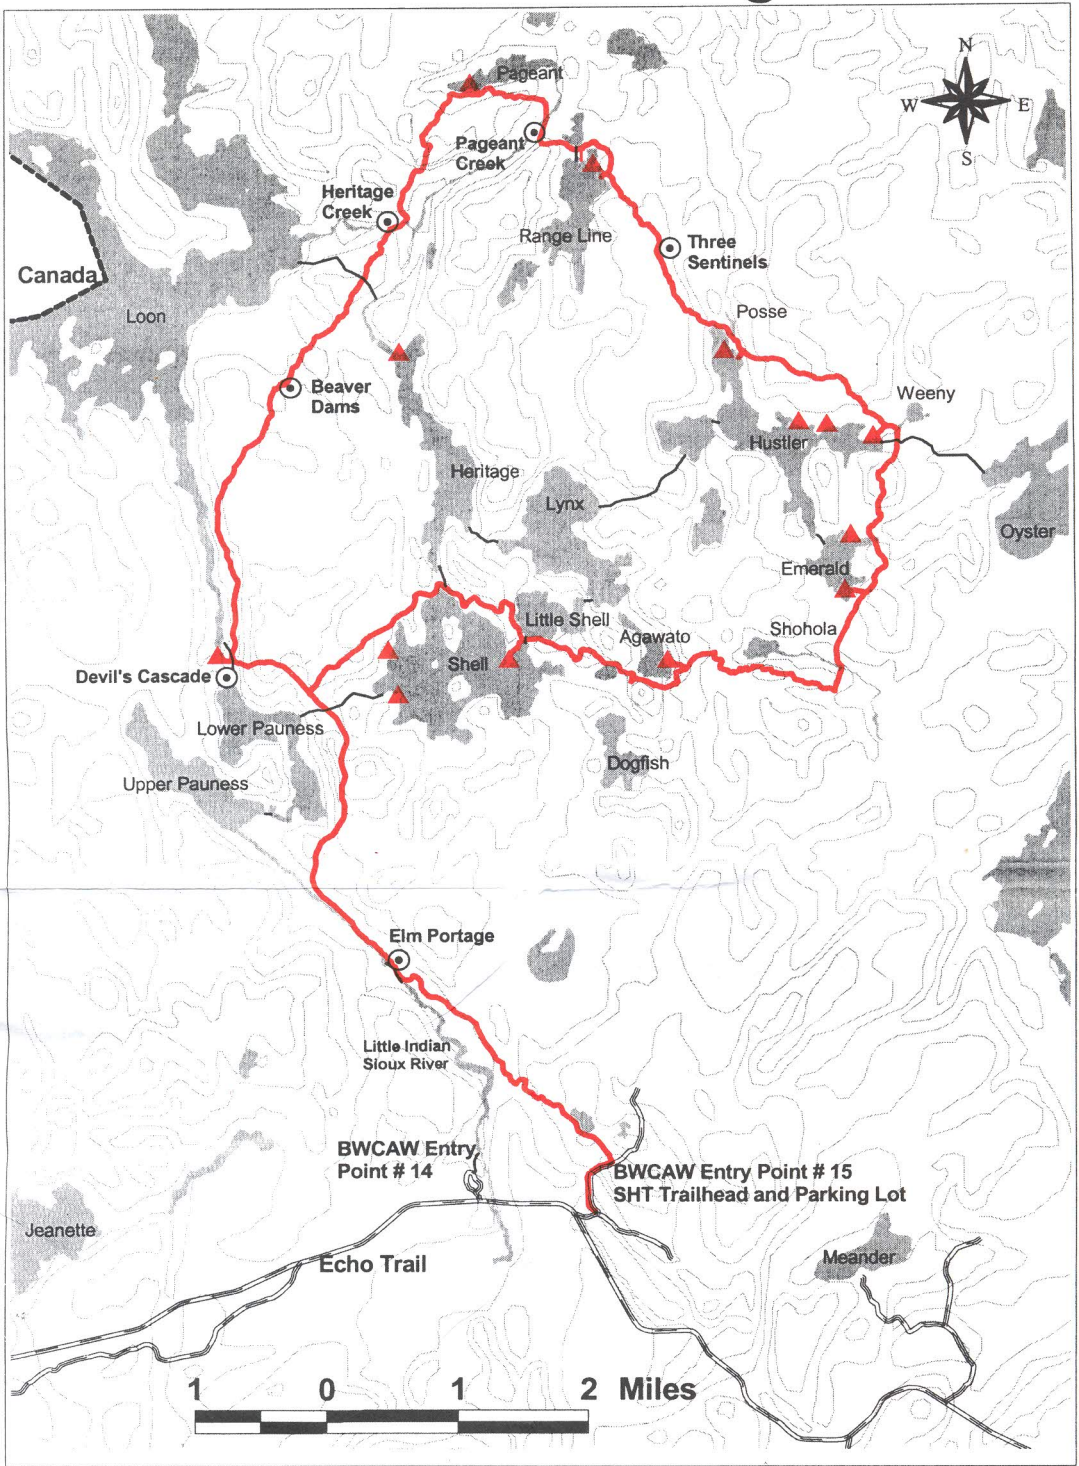 N
W E
S
Pageant
Pageant
Creek
Heritage
Creek
Range Line
Three
Sentinels
Canada
Loon
Posse
Beaver
Dams
Weeny
Hustler
Heritage
Lynx
Oyster
Emerald
Little Shell
Agawato
Shohola
Shell
Devil's Cascade
Lower Pauness
Upper Pauness
Dogfish
Elm Portage
Little Indian
Sioux River
BWCAW Entry
Point # 14
BWCAW Entry Point # 15
SHT Trailhead and Parking Lot
Jeanette
Echo Trail
Meander
1 0 1 2 Miles